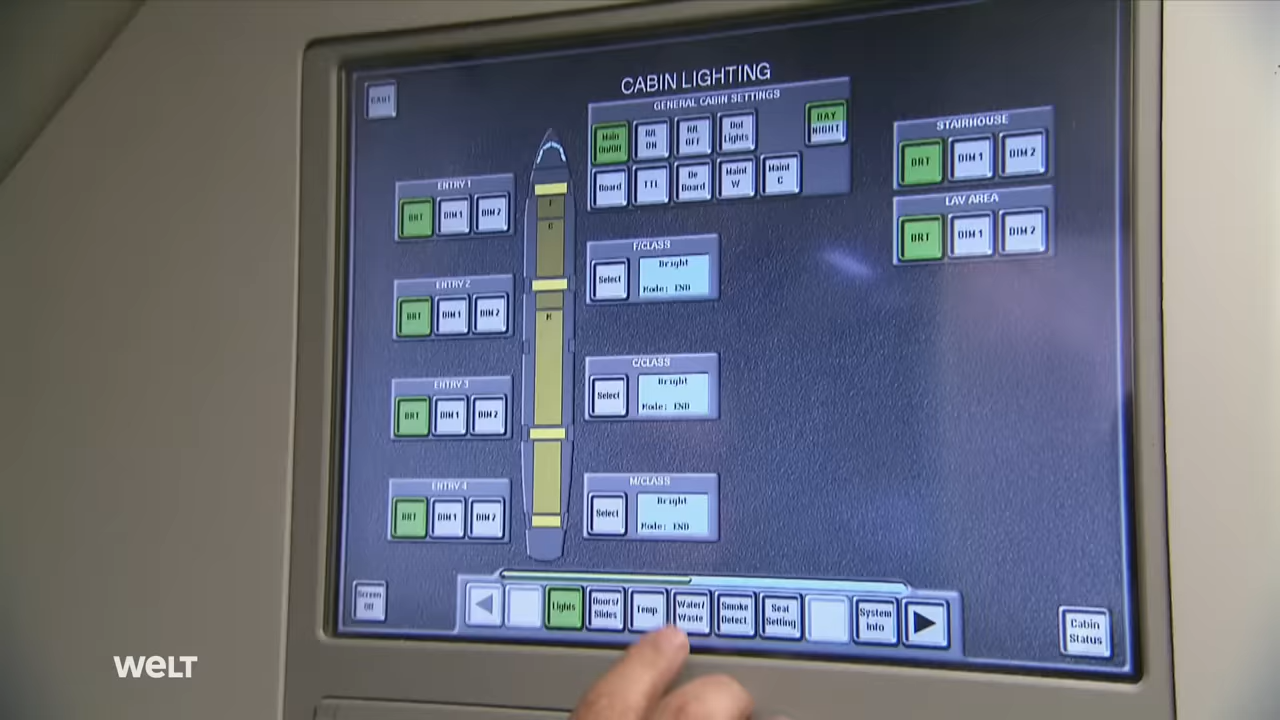 CABIN LIGHTING
GENERAL CABIN SETTINGS
CAUT
Main On/Off
R/L ON
R/L OFF
DAY NIGHT
Board
TTL
De Board
Maint W
Maint C
STAIRHOUSE
BRT DIM 1 DIM 2
LAV AREA
BRT DIM 1 DIM 2
ENTRY 1
BRT DIM 1 DIM 2
ENTRY 2
BRT DIM 1 DIM 2
ENTRY 3
BRT DIM 1 DIM 2
ENTRY 4
BRT DIM 1 DIM 2
F
C
M
F/CLASS
Select
Bright
Mode: END
C/CLASS
Select
Bright
Mode: END
M/CLASS
Select
Bright
Mode: END
Screen Off
Lights
Doors/ Slides
Temp.
Water/ Waste
Smoke Detect.
Seat Setting
System Info
Cabin Status
WELT